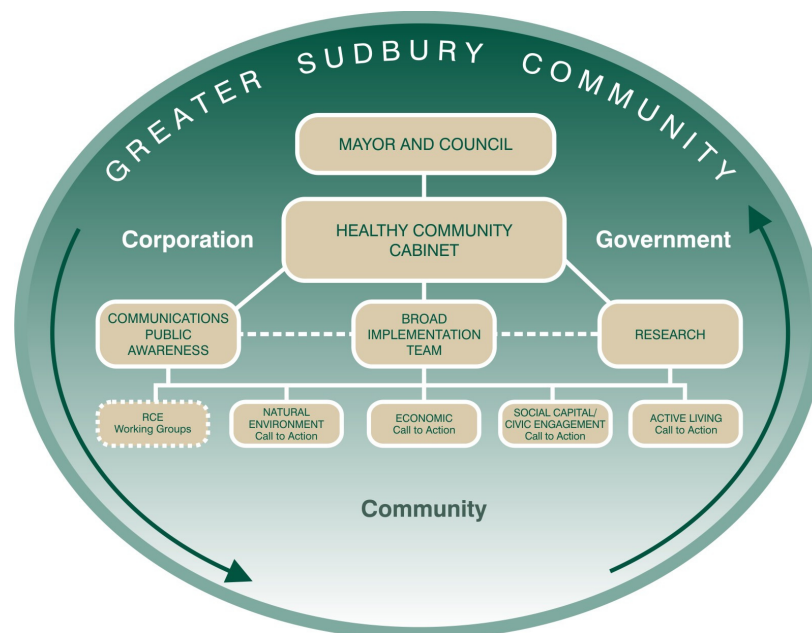 GREATER SUDBURY COMMUNITY
MAYOR AND COUNCIL
Corporation
HEALTHY COMMUNITY
CABINET
Government
COMMUNICATIONS
PUBLIC
AWARENESS
BROAD
IMPLEMENTATION
TEAM
RESEARCH
RCE
Working Groups
NATURAL
ENVIRONMENT
Call to Action
ECONOMIC
Call to Action
SOCIAL CAPITAL/
CIVIC ENGAGEMENT
Call to Action
ACTIVE LIVING
Call to Action
Community